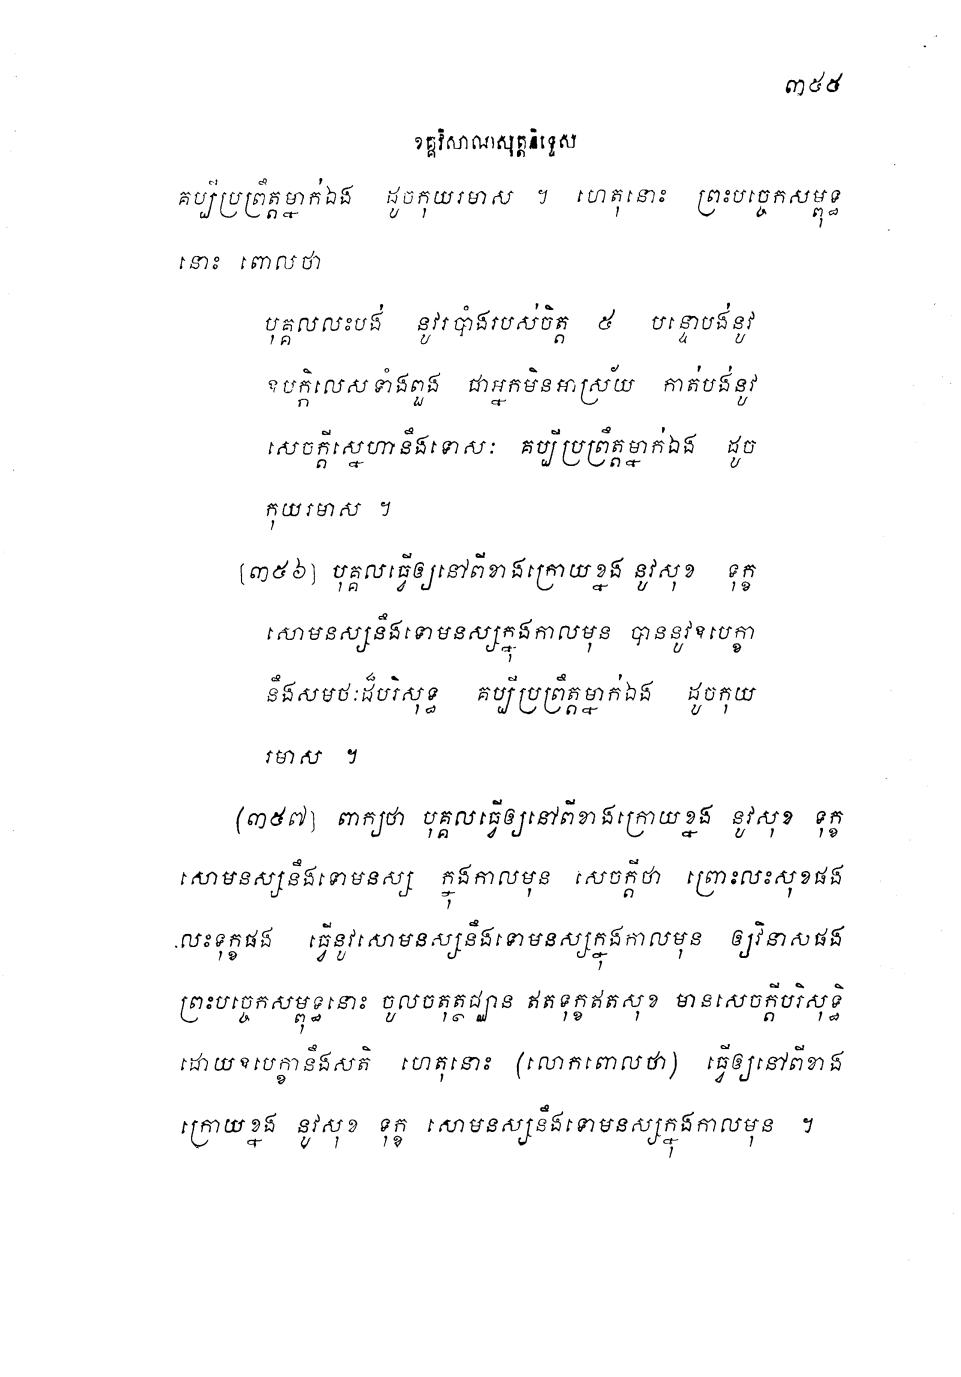 ៣៥៥
ខគ្គវិសាណសុត្តនិទ្ទេស
គប្បីប្រព្រឹត្តម្នាក់ឯង ដូចកុយរមាស ។ ហេតុនោះ ព្រះបច្ចេកសម្ពុទ្ធ
នោះ ពោលថា
បុគ្គលលះបង់ នូវរបាំងរបស់ចិត្ត ៥ បន្ទោបង់នូវ
ឧបក្កិលេសទាំងពួង ជាអ្នកមិនអាស្រ័យ កាត់បង់នូវ
សេចក្តីស្នេហានឹងទោសៈ គប្បីប្រព្រឹត្តម្នាក់ឯង ដូច
កុយរមាស ។
(៣៥៦) បុគ្គលធ្វើឲ្យនៅពីខាងក្រោយខ្នង នូវសុខ ទុក្ខ
សោមនស្សនឹងទោមនស្សក្នុងកាលមុន បាននូវឧបេក្ខា
នឹងសមថៈដ៏បរិសុទ្ធ គប្បីប្រព្រឹត្តម្នាក់ឯង ដូចកុយ
រមាស ។
(៣៥៧) ពាក្យថា បុគ្គលធ្វើឲ្យនៅពីខាងក្រោយខ្នង នូវសុខ ទុក្ខ
សោមនស្សនឹងទោមនស្ស ក្នុងកាលមុន សេចក្តីថា ព្រោះលះសុខផង
លះទុក្ខផង ធ្វើនូវសោមនស្សនឹងទោមនស្សក្នុងកាលមុន ឲ្យវិនាសផង
ព្រះបច្ចេកសម្ពុទ្ធនោះ ចូលចតុត្ថជ្ឈាន ឥតទុក្ខឥតសុខ មានសេចក្តីបរិសុទ្ធិ
ដោយឧបេក្ខានឹងសតិ ហេតុនោះ (លោកពោលថា) ធ្វើឲ្យនៅពីខាង
ក្រោយខ្នង នូវសុខ ទុក្ខ សោមនស្សនឹងទោមនស្សក្នុងកាលមុន ។